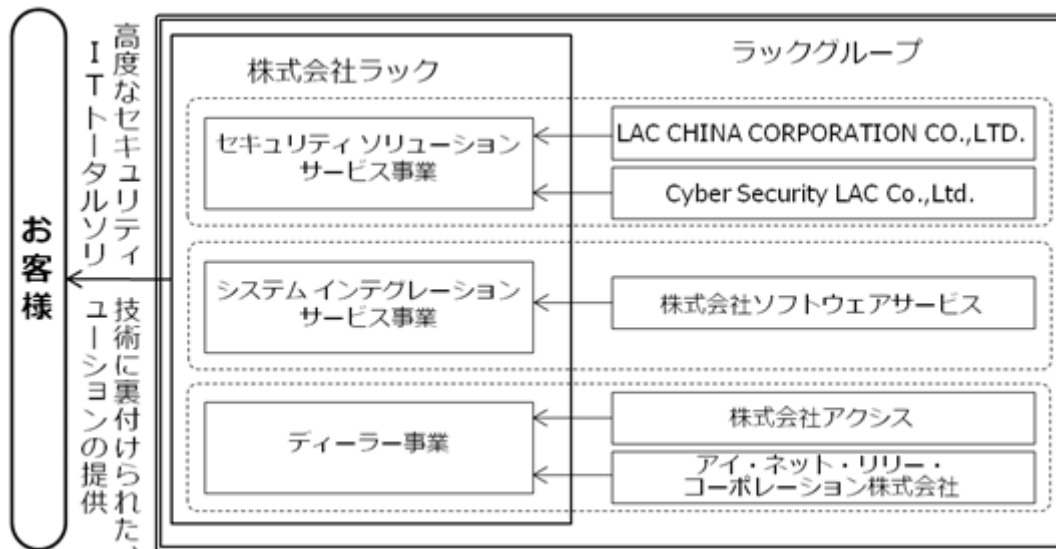 お客様
高度なセキュリティ技術に裏付けられた、
ITトータルソリューションの提供
ラックグループ
株式会社ラック
セキュリティ ソリューション
サービス事業
LAC CHINA CORPORATION CO.,LTD.
Cyber Security LAC Co.,Ltd.
システム インテグレーション
サービス事業
株式会社ソフトウェアサービス
ディーラー事業
株式会社アクシス
アイ・ネット・リリー・
コーポレーション株式会社